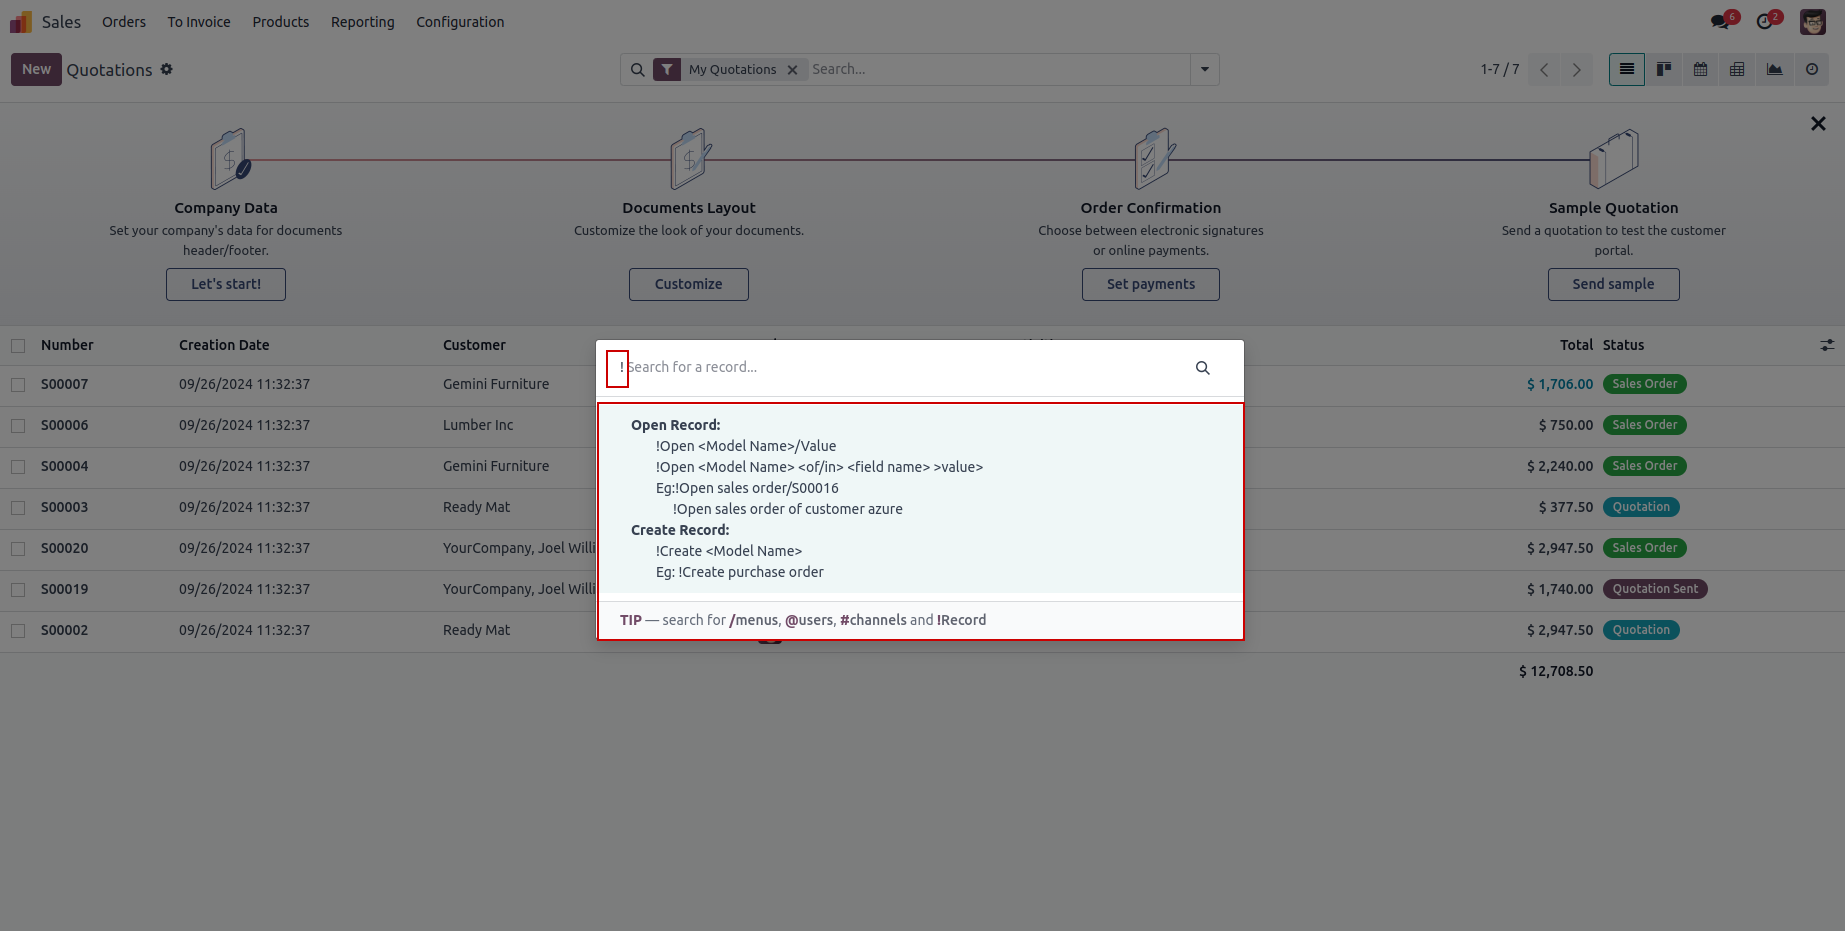 Sales Orders To Invoice Products Reporting Configuration 6 2
New Quotations My Quotations Search... 1-7 / 7
Company Data Documents Layout Order Confirmation Sample Quotation
Set your company's data for documents Customize the look of your documents. Choose between electronic signatures Send a quotation to test the customer
header/footer. or online payments. portal.
Let's start! Customize Set payments Send sample
Number Creation Date Customer Total Status
! Search for a record...
S00007 09/26/2024 11:32:37 Gemini Furniture $ 1,706.00 Sales Order
S00006 09/26/2024 11:32:37 Lumber Inc $ 750.00 Sales Order
S00004 09/26/2024 11:32:37 Gemini Furniture $ 2,240.00 Sales Order
S00003 09/26/2024 11:32:37 Ready Mat $ 377.50 Quotation
S00020 09/26/2024 11:32:37 YourCompany, Joel Willi $ 2,947.50 Sales Order
S00019 09/26/2024 11:32:37 YourCompany, Joel Willi $ 1,740.00 Quotation Sent
S00002 09/26/2024 11:32:37 Ready Mat $ 2,947.50 Quotation
$ 12,708.50
Open Record:
!Open <Model Name>/Value
!Open <Model Name> <of/in> <field name> >value>
Eg:!Open sales order/S00016
!Open sales order of customer azure
Create Record:
!Create <Model Name>
Eg: !Create purchase order
TIP — search for /menus, @users, #channels and !Record